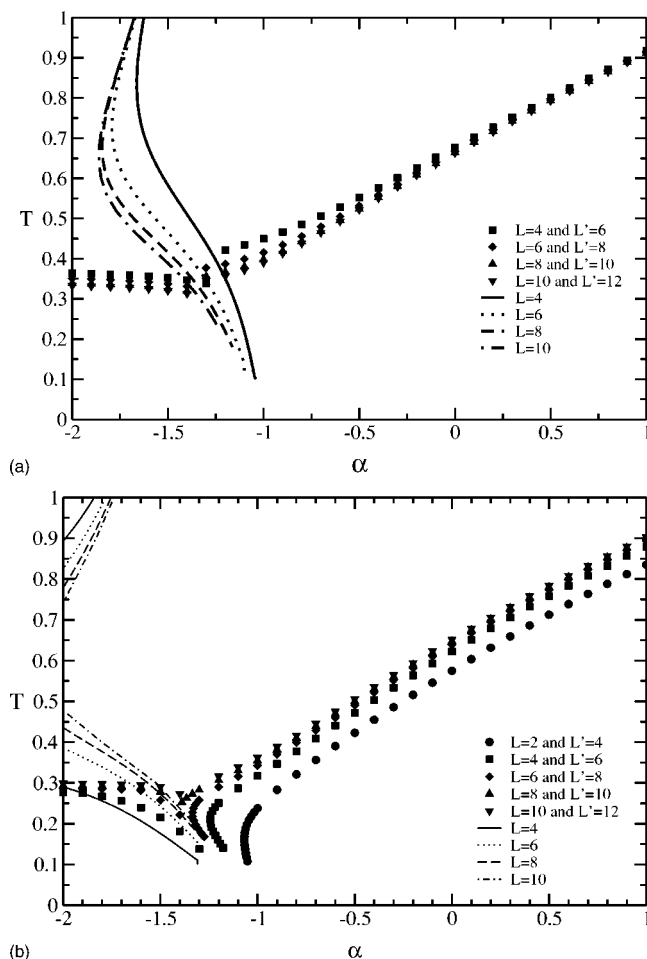 1
0.9
0.8
0.7
T 0.6
0.5
0.4
0.3
0.2
0.1
0
L=4 and L'=6
L=6 and L'=8
L=8 and L'=10
L=10 and L'=12
L=4
L=6
L=8
L=10
-2 -1.5 -1 -0.5 0 0.5 1
(a) α
1
0.9
0.8
0.7
T 0.6
0.5
0.4
0.3
0.2
0.1
0
L=2 and L'=4
L=4 and L'=6
L=6 and L'=8
L=8 and L'=10
L=10 and L'=12
L=4
L=6
L=8
L=10
-2 -1.5 -1 -0.5 0 0.5 1
(b) α